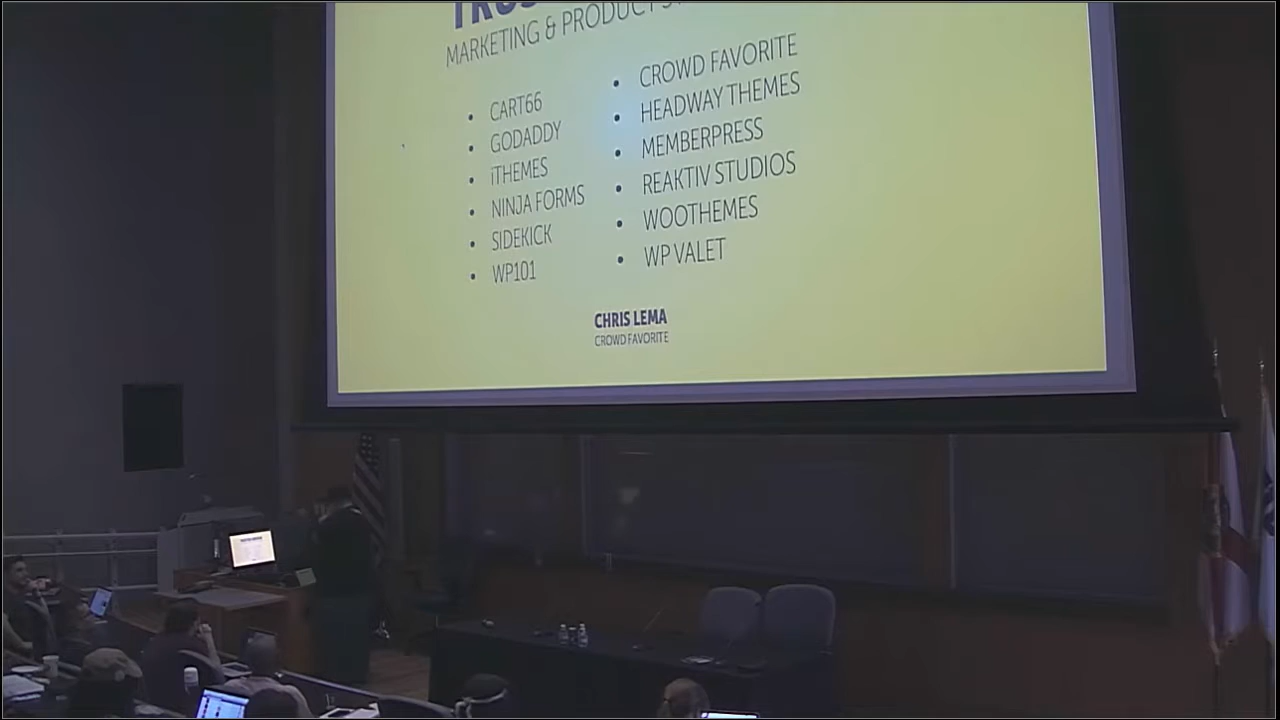 MARKETING & PRODUCTS
CART66
GODADDY
iTHEMES
NINJA FORMS
SIDEKICK
WP101
CROWD FAVORITE
HEADWAY THEMES
MEMBERPRESS
REAKTIV STUDIOS
WOOTHEMES
WP VALET
CHRIS LEMA
CROWD FAVORITE